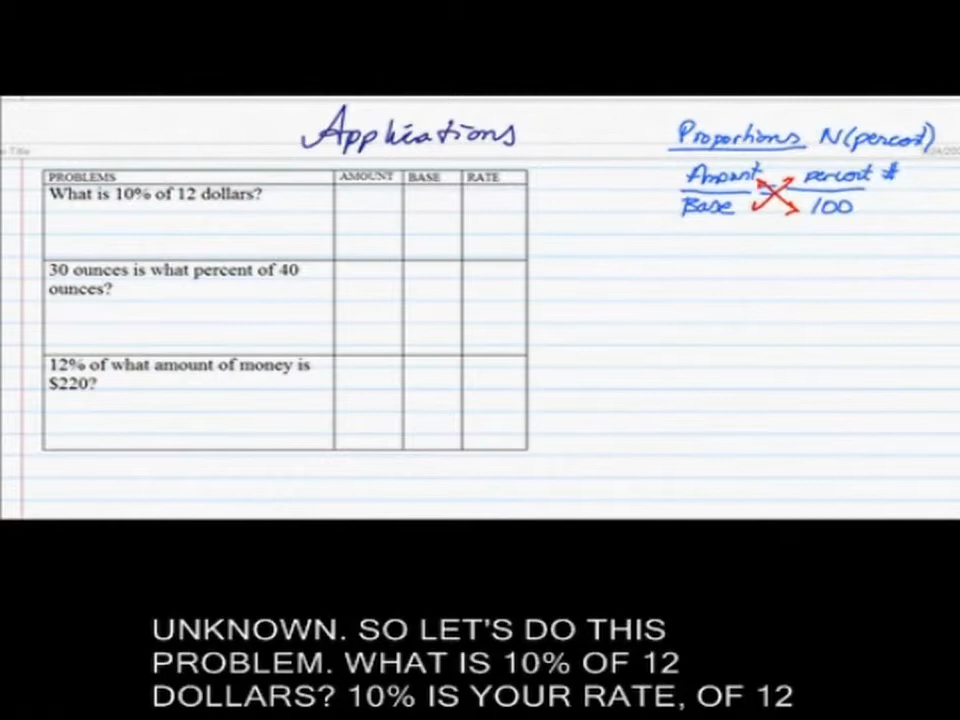 Applications
Proportions N(percent)
PROBLEMS AMOUNT BASE RATE
Amount = percent #
Base 100
What is 10% of 12 dollars?
30 ounces is what percent of 40
ounces?
12% of what amount of money is
$220?
UNKNOWN. SO LET'S DO THIS
PROBLEM. WHAT IS 10% OF 12
DOLLARS? 10% IS YOUR RATE, OF 12